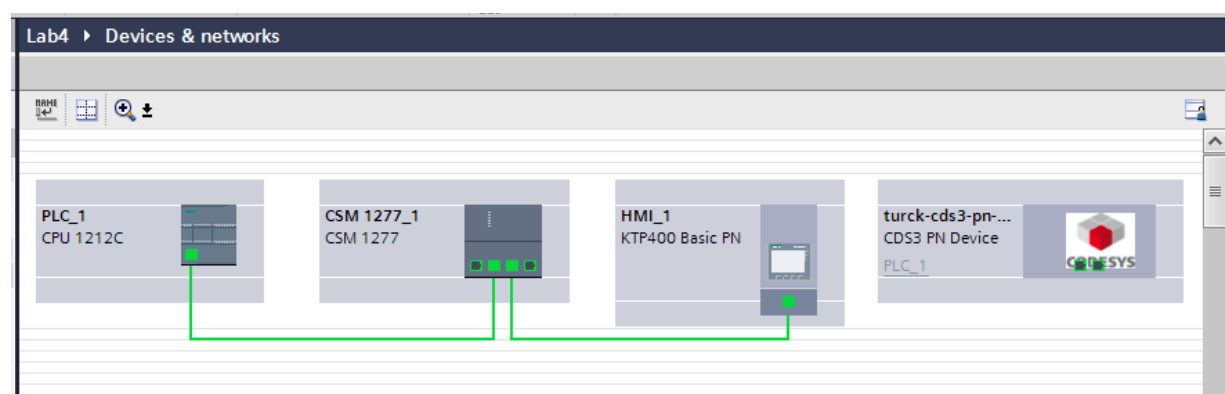 Lab4 ▸ Devices & networks
NAME
PLC_1
CPU 1212C
CSM 1277_1
CSM 1277
HMI_1
KTP400 Basic PN
turck-cds3-pn-...
CDS3 PN Device
PLC_1
CODESYS